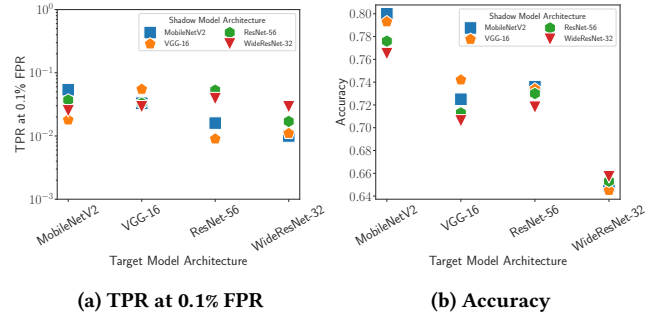 Shadow Model Architecture
MobileNetV2
VGG-16
ResNet-56
WideResNet-32
TPR at 0.1% FPR
10⁰
10⁻¹
10⁻²
10⁻³
MobileNetV2
VGG-16
ResNet-56
WideResNet-32
Target Model Architecture
(a) TPR at 0.1% FPR
Shadow Model Architecture
MobileNetV2
VGG-16
ResNet-56
WideResNet-32
Accuracy
0.80
0.78
0.76
0.74
0.72
0.70
0.68
0.66
0.64
MobileNetV2
VGG-16
ResNet-56
WideResNet-32
Target Model Architecture
(b) Accuracy